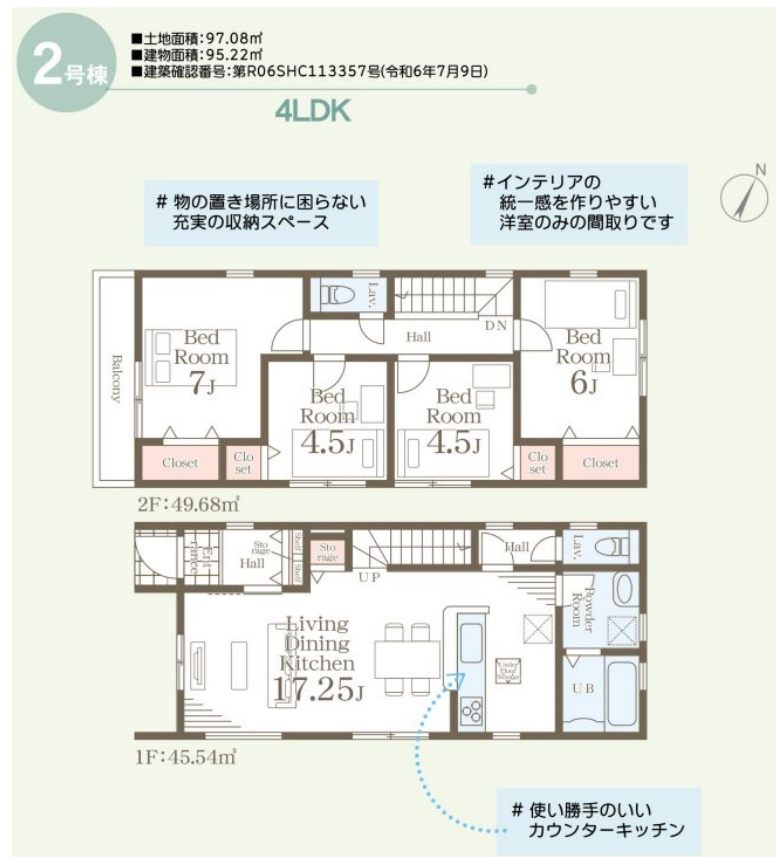 2号棟
■土地面積:97.08㎡
■建物面積:95.22㎡
■建築確認番号:第R06SHC113357号(令和6年7月9日)
4LDK
# 物の置き場所に困らない
充実の収納スペース
#インテリアの
統一感を作りやすい
洋室のみの間取りです
N
Balcony
Bed
Room
7J
Lav.
Hall
DN
Bed
Room
6J
Bed
Room
4.5J
Bed
Room
4.5J
Closet
Clo
set
Clo
set
Closet
2F:49.68㎡
Ent
rance
Sto
rage
Hall
Shelf
Shelf
Sto
rage
UP
Hall
Lav.
Living
Dining
Kitchen
17.25J
Under
Floor
Storage
Powder
Room
UB
1F:45.54㎡
# 使い勝手のいい
カウンターキッチン